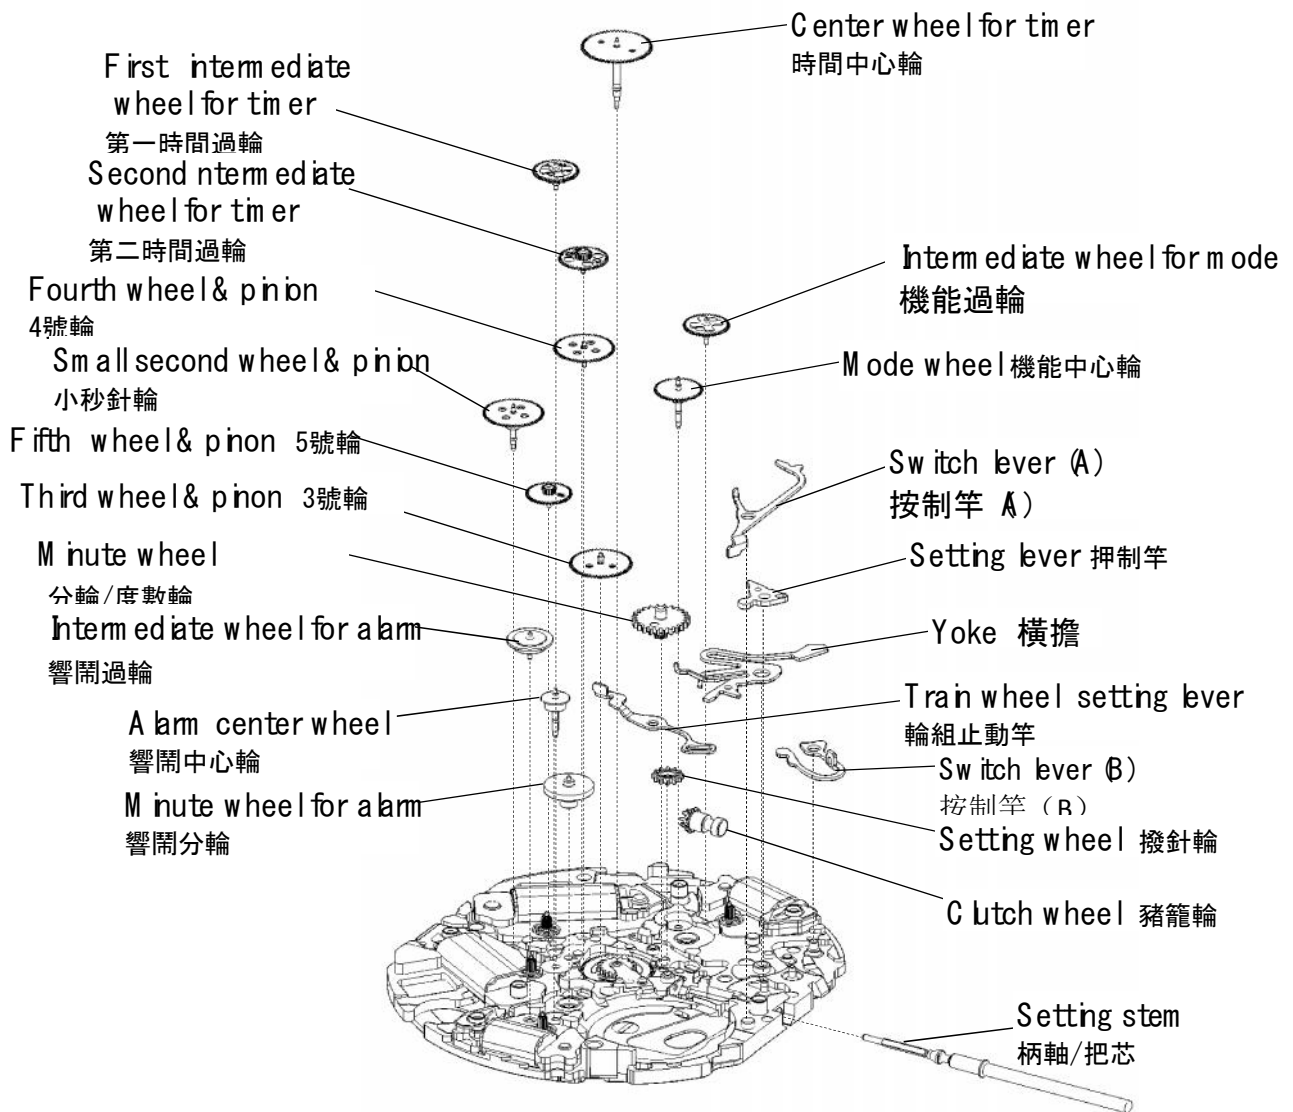 Center wheel for timer
時間中心輪
First intermediate
wheel for timer
第一時間過輪
Second ntermediate
wheel for timer
第二時間過輪
Fourth wheel & pinion
4號輪
Small second wheel & pinion
小秒針輪
Fifth wheel & pinon 5號輪
Third wheel & pinon 3號輪
Minute wheel
分輪/度數輪
Intermediate wheel for alarm
響鬧過輪
Alarm center wheel
響鬧中心輪
Minute wheel for alarm
響鬧分輪
Intermediate wheel for mode
機能過輪
Mode wheel 機能中心輪
Switch lever (A)
按制竿 A)
Setting lever 押制竿
Yoke 橫擔
Train wheel setting lever
輪組止動竿
Switch lever (B)
按制竿 (B)
Setting wheel 撥針輪
Clutch wheel 豬籠輪
Setting stem
柄軸/把芯